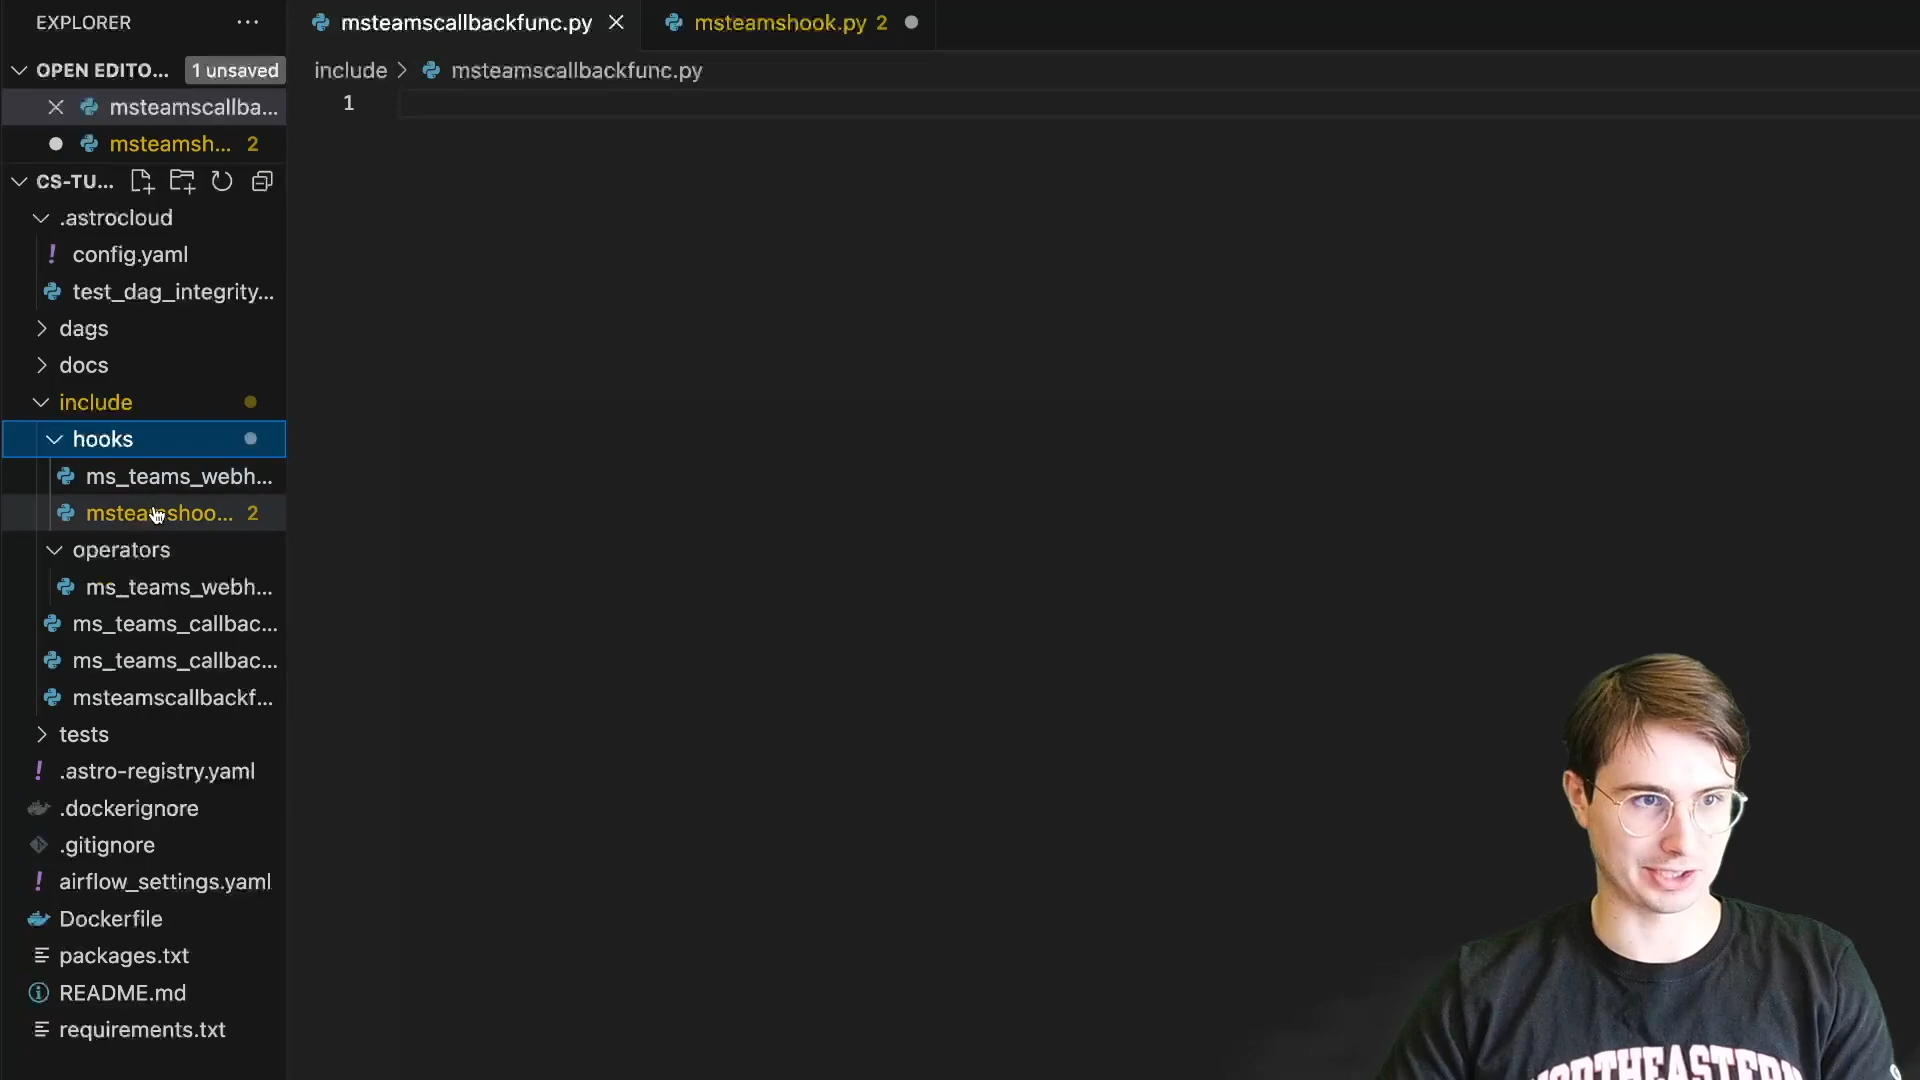 EXPLORER
OPEN EDITO... 1 unsaved
msteamscallba...
msteamsh... 2
CS-TU...
.astrocloud
config.yaml
test_dag_integrity...
dags
docs
include
hooks
ms_teams_webh...
msteamshoo... 2
operators
ms_teams_webh...
ms_teams_callbac...
ms_teams_callbac...
msteamscallbackf...
tests
.astro-registry.yaml
.dockerignore
.gitignore
airflow_settings.yaml
Dockerfile
packages.txt
README.md
requirements.txt
msteamscallbackfunc.py
msteamshook.py 2
include > msteamscallbackfunc.py
1
NORTHEASTERN